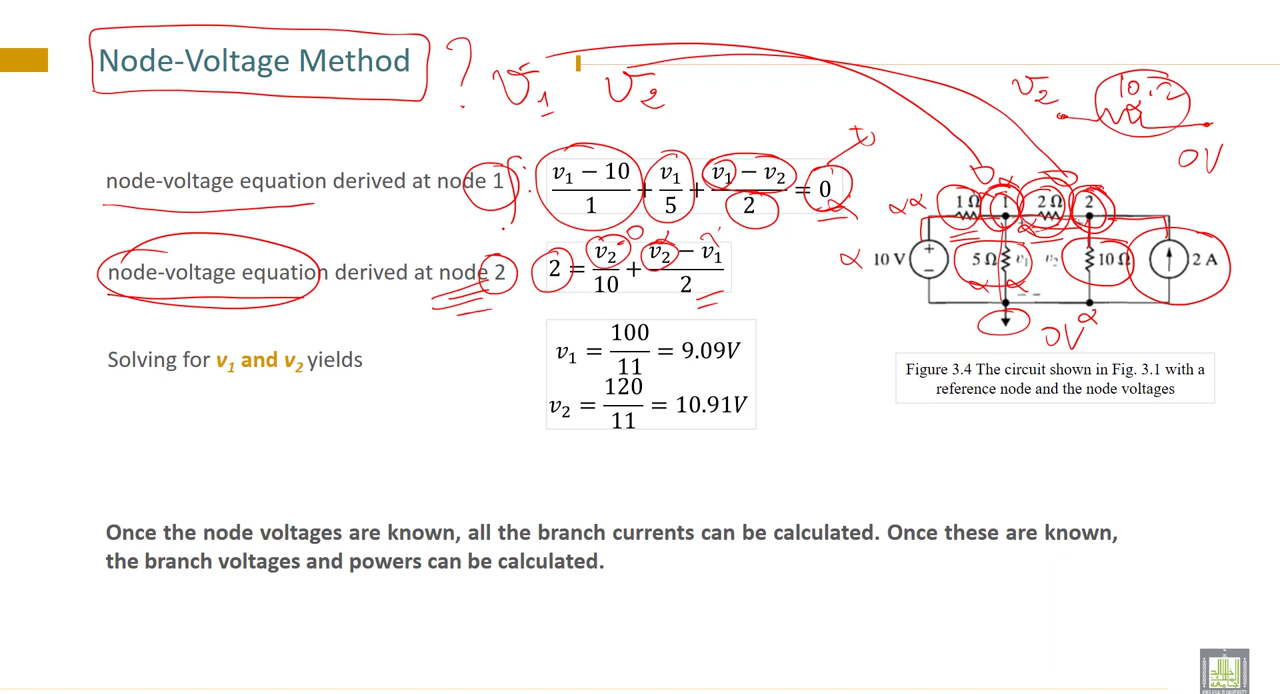 Node-Voltage Method
?
v1
v2
v2
10Ω
0V
node-voltage equation derived at node 1
v₁ − 10 / 1 + v₁ / 5 + v₁ − v₂ / 2 = 0
node-voltage equation derived at node 2
2 = v₂ / 10 + v₂ − v₁ / 2
Solving for v₁ and v₂ yields
v₁ = 100 / 11 = 9.09V
v₂ = 120 / 11 = 10.91V
1 Ω 1 2 Ω 2
10 V + − 5 Ω v₁ v₂ 10 Ω 2 A
0V
Figure 3.4 The circuit shown in Fig. 3.1 with a
reference node and the node voltages
Once the node voltages are known, all the branch currents can be calculated. Once these are known,
the branch voltages and powers can be calculated.